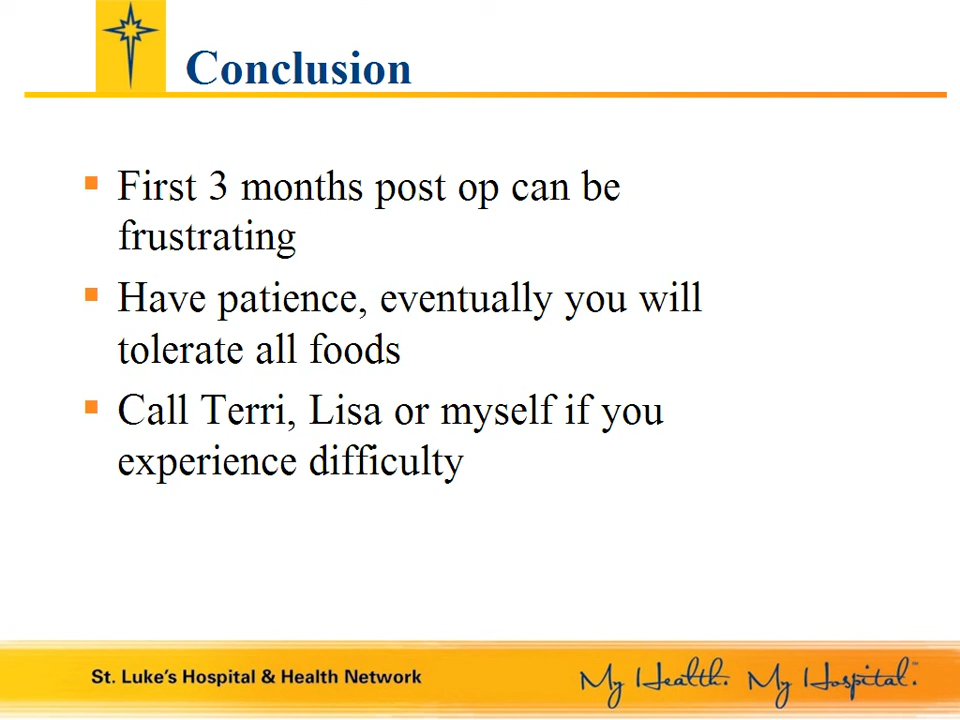 Conclusion
First 3 months post op can be
frustrating
Have patience, eventually you will
tolerate all foods
Call Terri, Lisa or myself if you
experience difficulty
St. Luke's Hospital & Health Network
My Health. My Hospital.℠